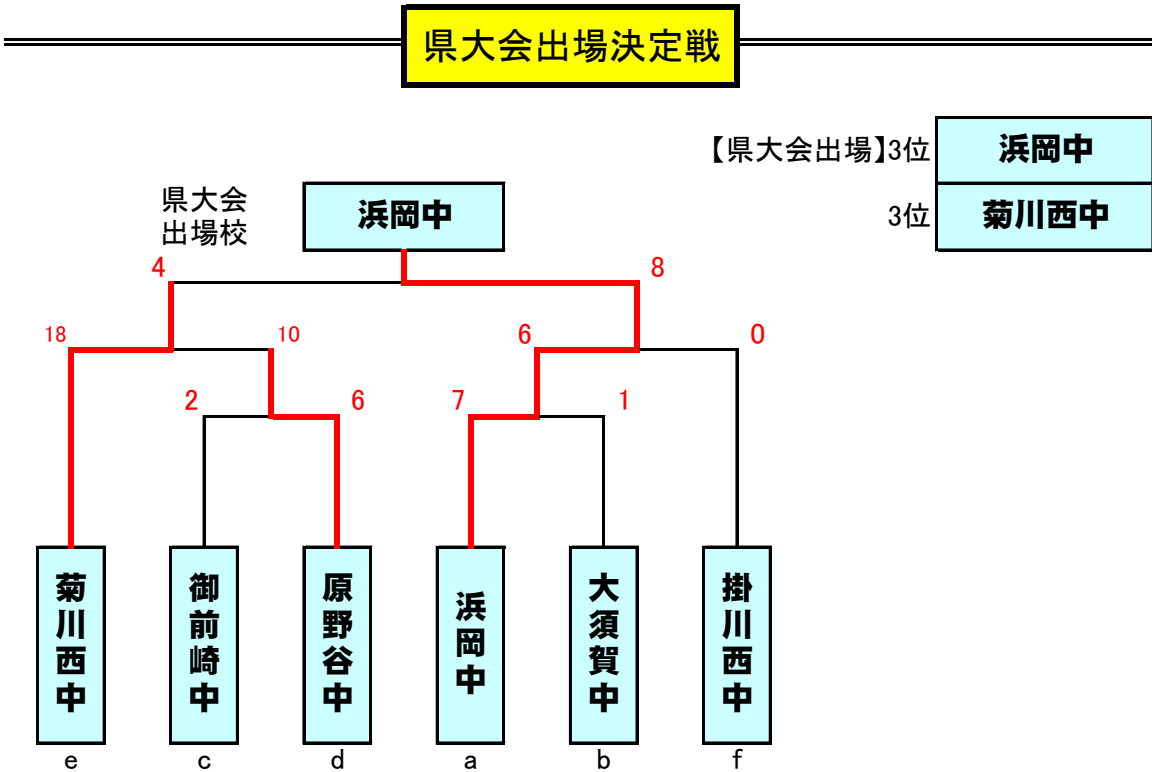 県大会出場決定戦
【県大会出場】3位
浜岡中
3位
菊川西中
県大会
出場校
浜岡中
4
8
18
10
6
0
2
6
7
1
菊川西中
御前崎中
原野谷中
浜岡中
大須賀中
掛川西中
e
c
d
a
b
f